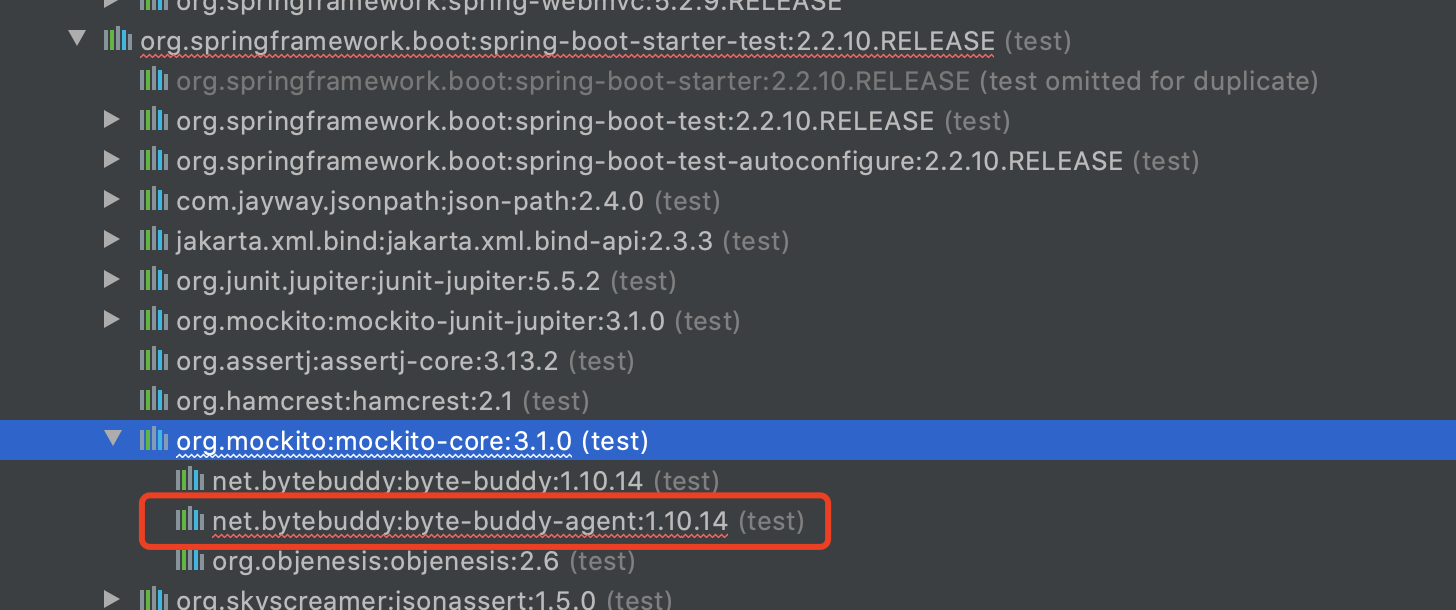 org.springframework.spring-webmvc:5.2.9.RELEASE
org.springframework.boot:spring-boot-starter-test:2.2.10.RELEASE (test)
org.springframework.boot:spring-boot-starter:2.2.10.RELEASE (test omitted for duplicate)
org.springframework.boot:spring-boot-test:2.2.10.RELEASE (test)
org.springframework.boot:spring-boot-test-autoconfigure:2.2.10.RELEASE (test)
com.jayway.jsonpath:json-path:2.4.0 (test)
jakarta.xml.bind:jakarta.xml.bind-api:2.3.3 (test)
org.junit.jupiter:junit-jupiter:5.5.2 (test)
org.mockito:mockito-junit-jupiter:3.1.0 (test)
org.assertj:assertj-core:3.13.2 (test)
org.hamcrest:hamcrest:2.1 (test)
org.mockito:mockito-core:3.1.0 (test)
net.bytebuddy:byte-buddy:1.10.14 (test)
net.bytebuddy:byte-buddy-agent:1.10.14 (test)
org.objenesis:objenesis:2.6 (test)
org.skyscreamer:jsonassert:1.5.0 (test)